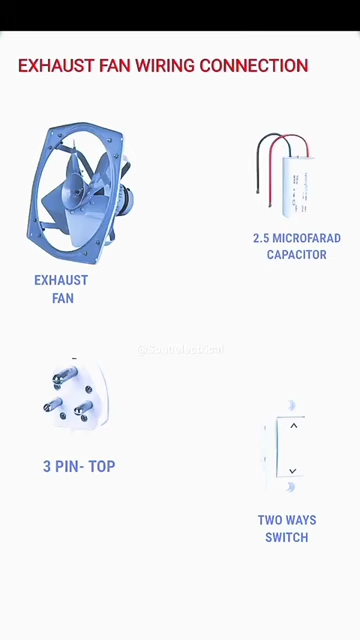 EXHAUST FAN WIRING CONNECTION
2.5 MICROFARAD
CAPACITOR
EXHAUST
FAN
3 PIN- TOP
TWO WAYS
SWITCH